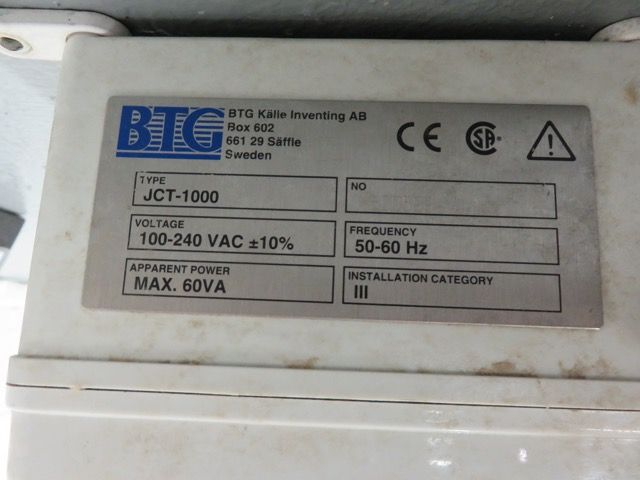 BTG
BTG Källe Inventing AB
Box 602
661 29 Säffle
Sweden
CE
SA
TYPE
JCT-1000
NO
VOLTAGE
100-240 VAC ±10%
FREQUENCY
50-60 Hz
APPARENT POWER
MAX. 60VA
INSTALLATION CATEGORY
III